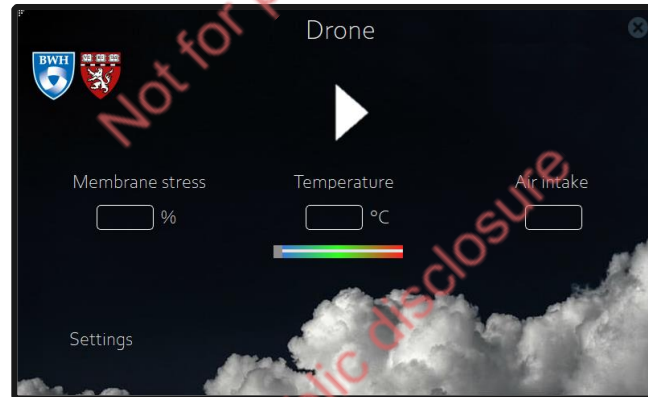 Drone
BWH
Membrane stress
Temperature
Air intake
%
°C
Settings
Not for public disclosure